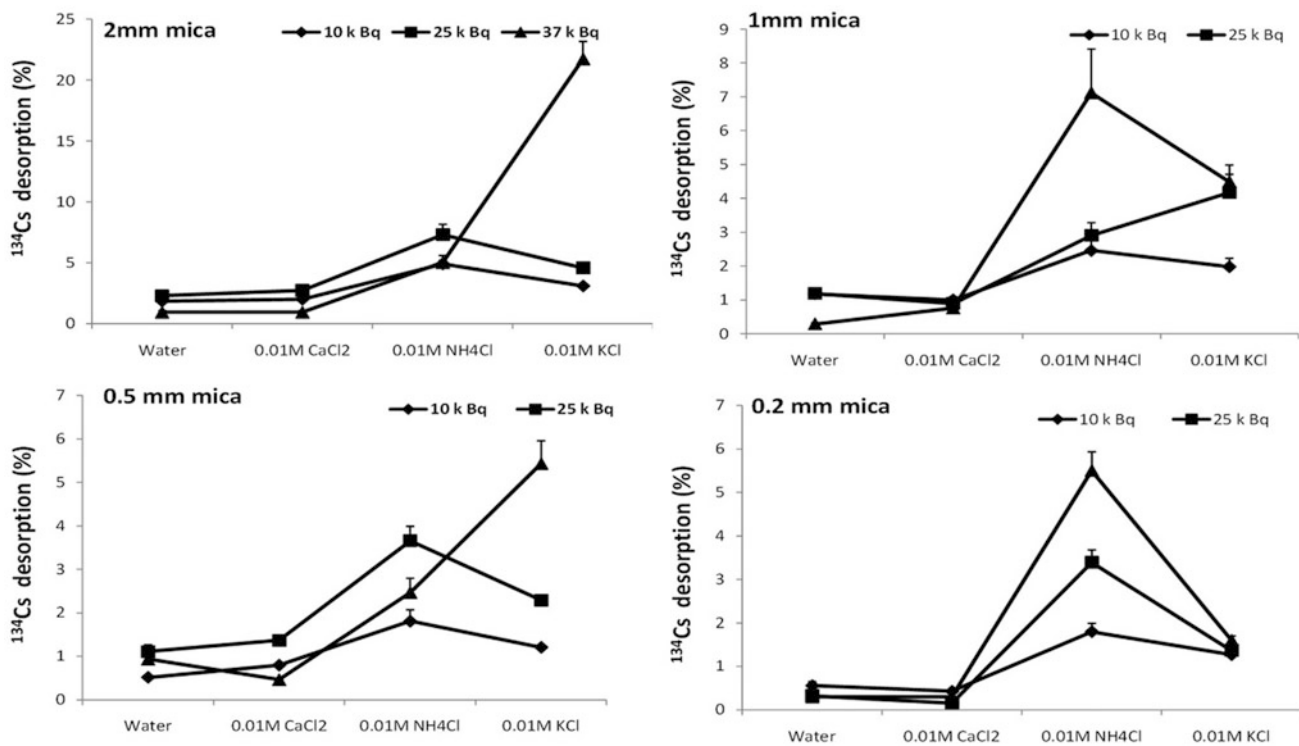 2mm mica
10 k Bq 25 k Bq 37 k Bq
25
20
15
10
5
0
¹³⁴Cs desorption (%)
Water 0.01M CaCl2 0.01M NH4Cl 0.01M KCl
1mm mica
10 k Bq 25 k Bq
9
8
7
6
5
4
3
2
1
0
¹³⁴Cs desorption (%)
Water 0.01M CaCl2 0.01M NH4Cl 0.01M KCl
0.5 mm mica
10 k Bq 25 k Bq
7
6
5
4
3
2
1
0
¹³⁴Cs desorption (%)
Water 0.01M CaCl2 0.01M NH4Cl 0.01M KCl
0.2 mm mica
10 k Bq 25 k Bq
7
6
5
4
3
2
1
0
¹³⁴Cs desorption (%)
Water 0.01M CaCl2 0.01M NH4Cl 0.01M KCl